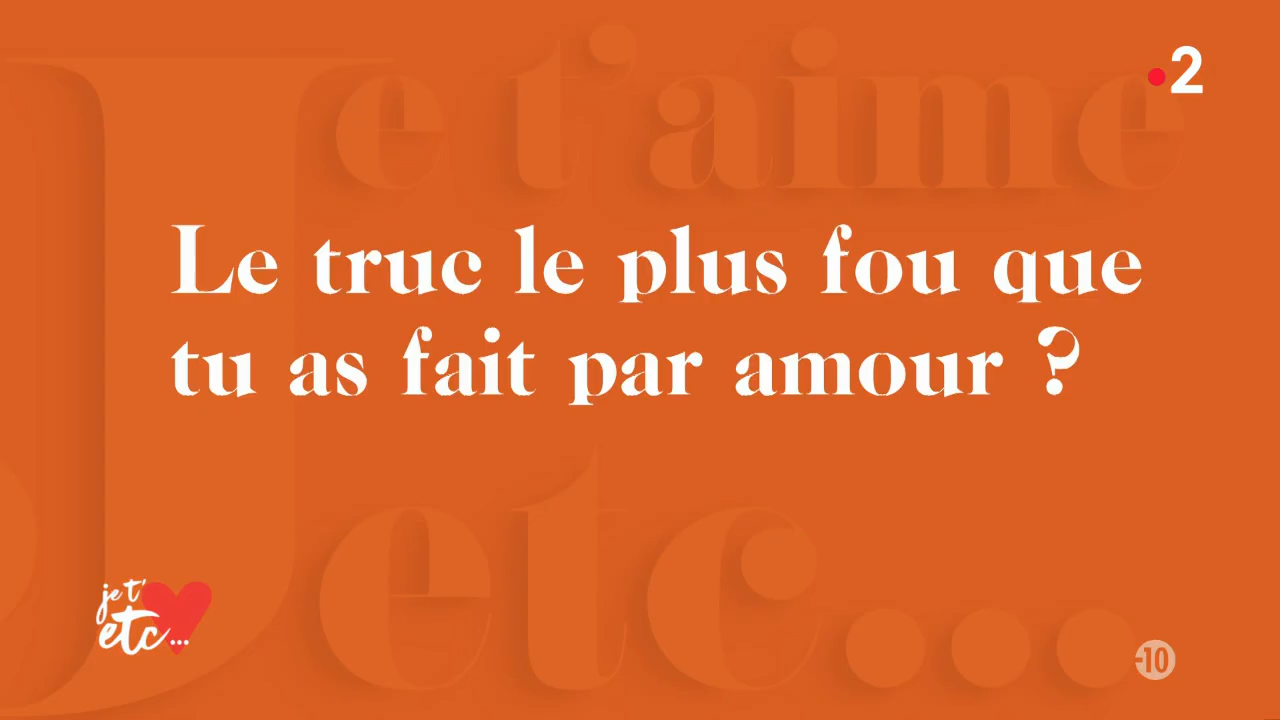 Je t'aime
2
Le truc le plus fou que
tu as fait par amour ?
etc...
je t'
etc...
-10